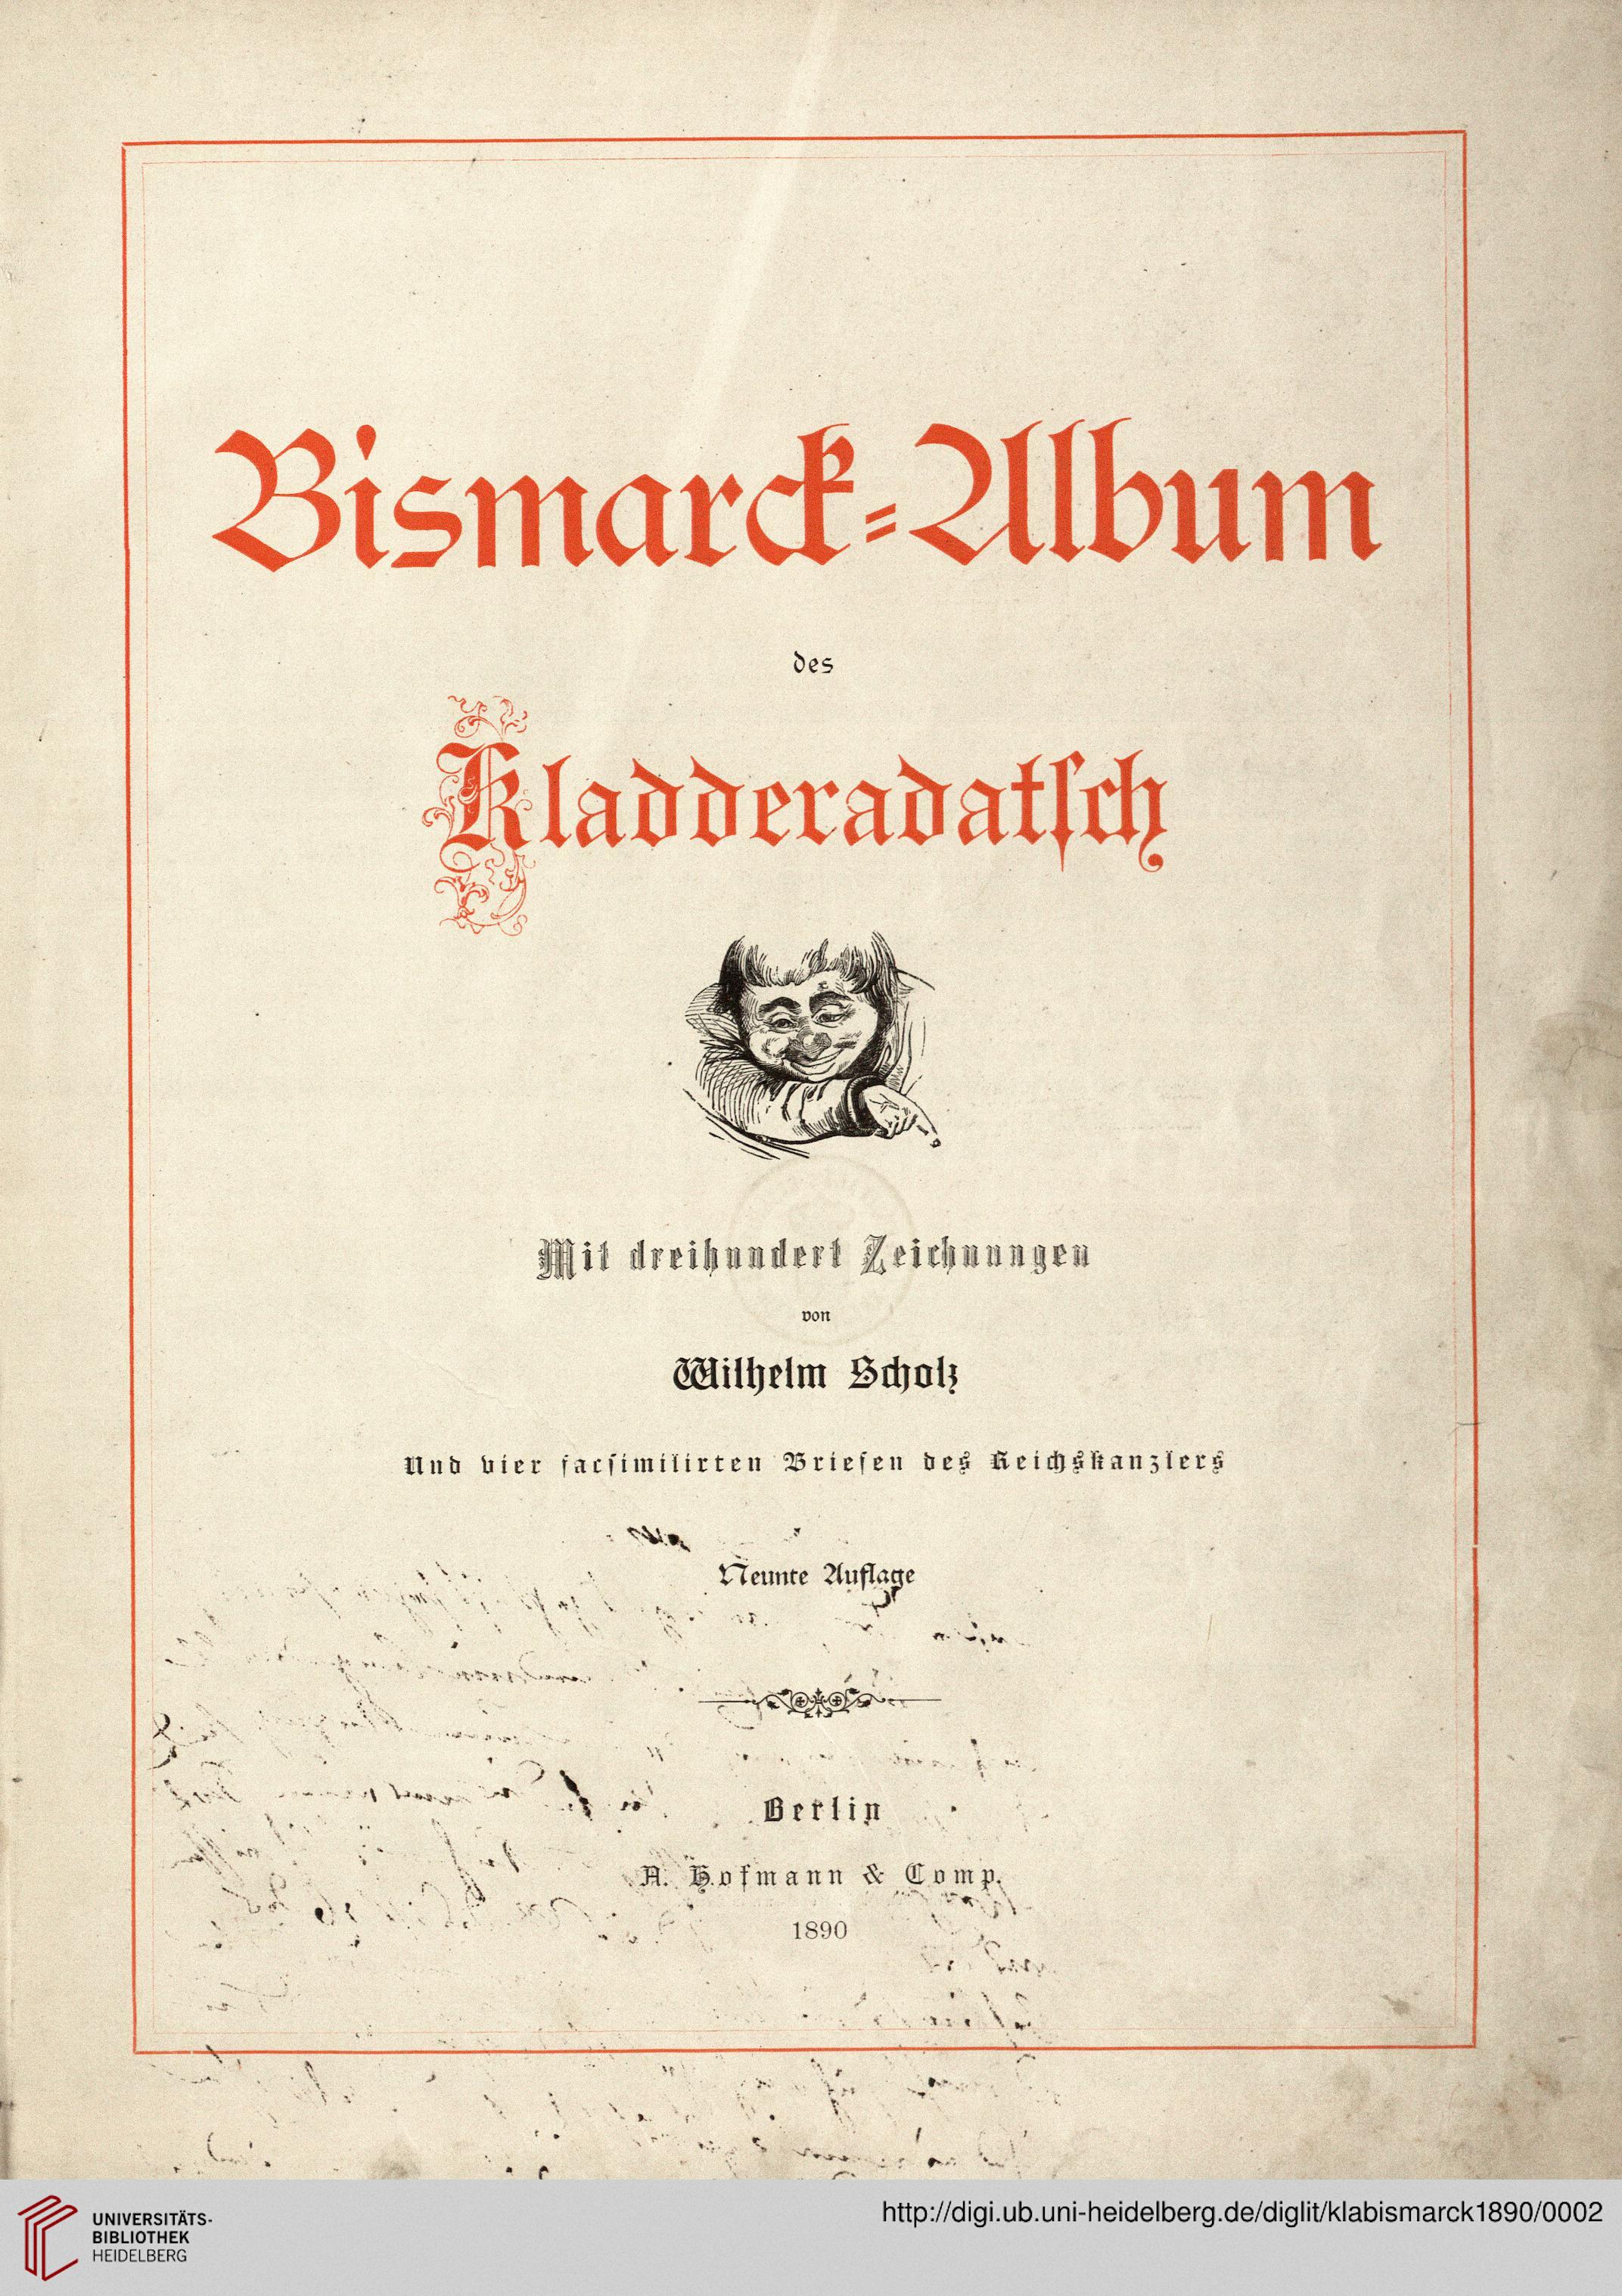 Bismarck-Album
des
Kladderadatſch
Mit dreihundert Zeichnungen
von
Wilhelm Scholz
Und vier facſimilirten Briefen des Reichskanzlers
Neunte Auflage
Berlin
A. Hofmann & Comp.
1890
UNIVERSITÄTS-
BIBLIOTHEK
HEIDELBERG
http://digi.ub.uni-heidelberg.de/diglit/klabismarck1890/0002